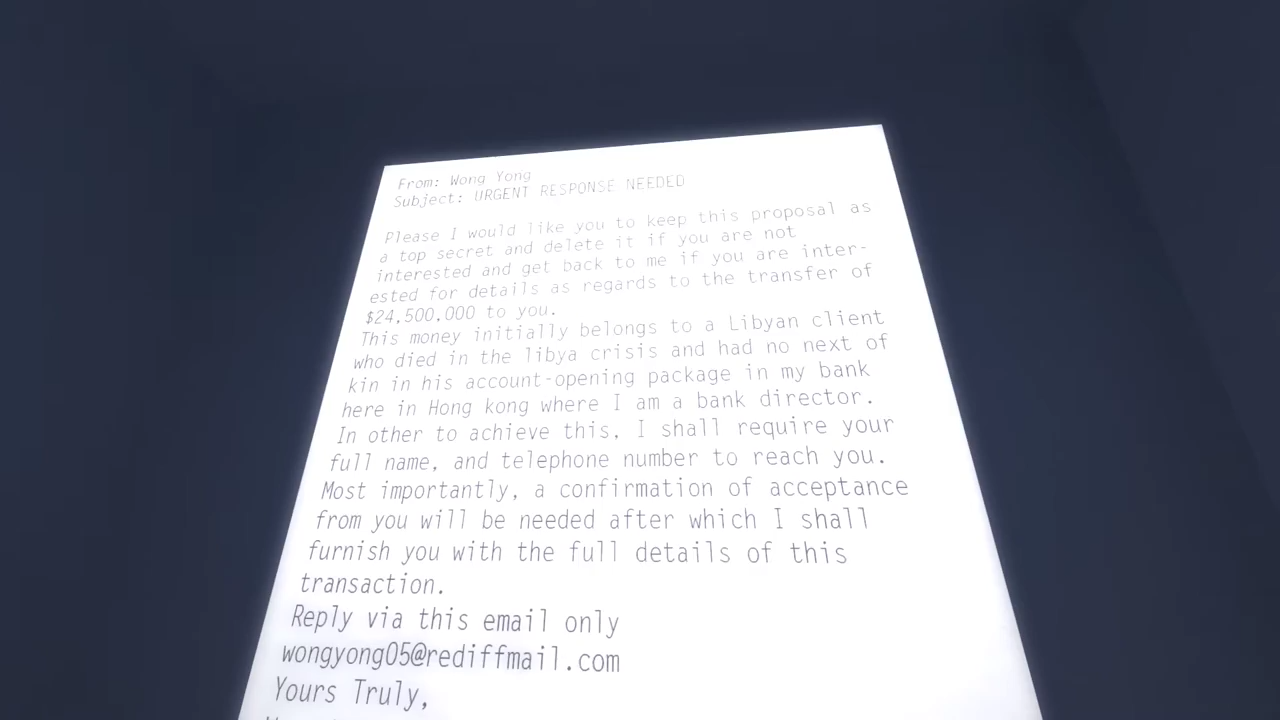 From: Wong Yong
Subject: URGENT RESPONSE NEEDED
Please I would like you to keep this proposal as
a top secret and delete it if you are not
interested and get back to me if you are inter-
ested for details as regards to the transfer of
$24,500,000 to you.
This money initially belongs to a Libyan client
who died in the libya crisis and had no next of
kin in his account-opening package in my bank
here in Hong kong where I am a bank director.
In other to achieve this, I shall require your
full name, and telephone number to reach you.
Most importantly, a confirmation of acceptance
from you will be needed after which I shall
furnish you with the full details of this
transaction.
Reply via this email only
wongyong05@rediffmail.com
Yours Truly,